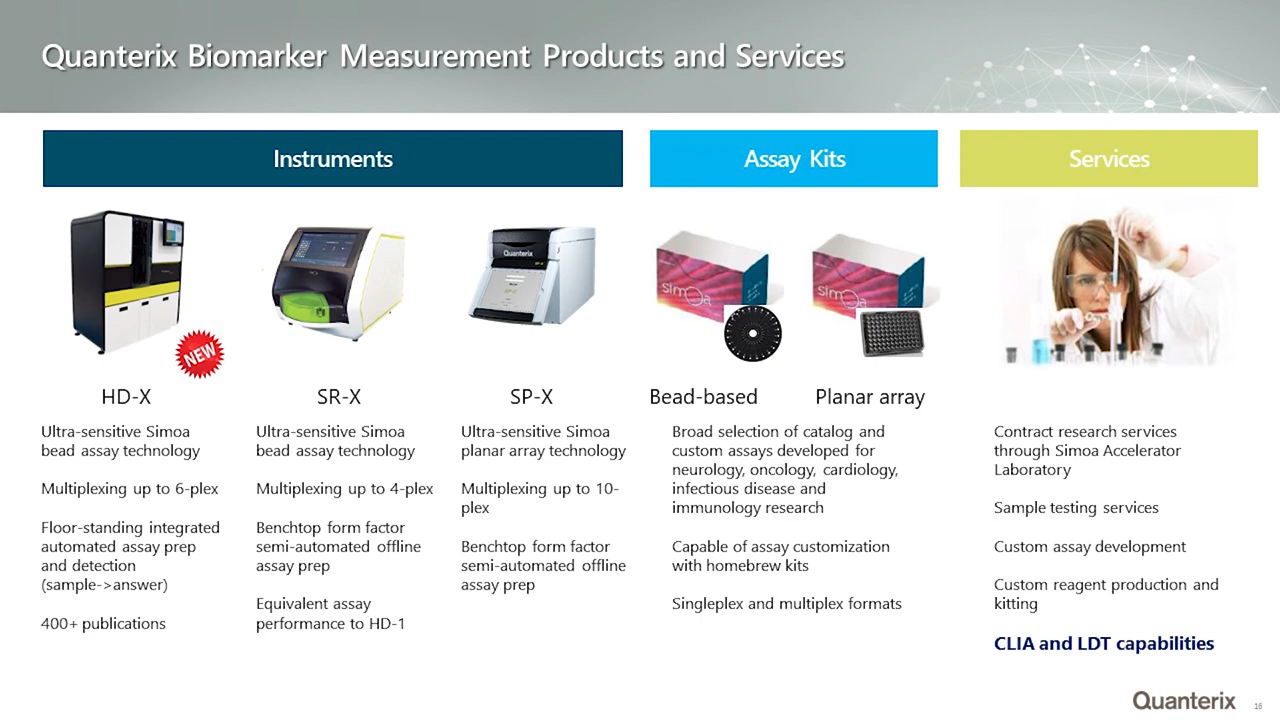 Quanterix Biomarker Measurement Products and Services
Instruments
Assay Kits
Services
Quanterix
simoa
simoa
NEW
HD-X
SR-X
SP-X
Bead-based
Planar array
Ultra-sensitive Simoa
bead assay technology
Multiplexing up to 6-plex
Floor-standing integrated
automated assay prep
and detection
(sample->answer)
400+ publications
Ultra-sensitive Simoa
bead assay technology
Multiplexing up to 4-plex
Benchtop form factor
semi-automated offline
assay prep
Equivalent assay
performance to HD-1
Ultra-sensitive Simoa
planar array technology
Multiplexing up to 10-
plex
Benchtop form factor
semi-automated offline
assay prep
Broad selection of catalog and
custom assays developed for
neurology, oncology, cardiology,
infectious disease and
immunology research
Capable of assay customization
with homebrew kits
Singleplex and multiplex formats
Contract research services
through Simoa Accelerator
Laboratory
Sample testing services
Custom assay development
Custom reagent production and
kitting
CLIA and LDT capabilities
Quanterix
16